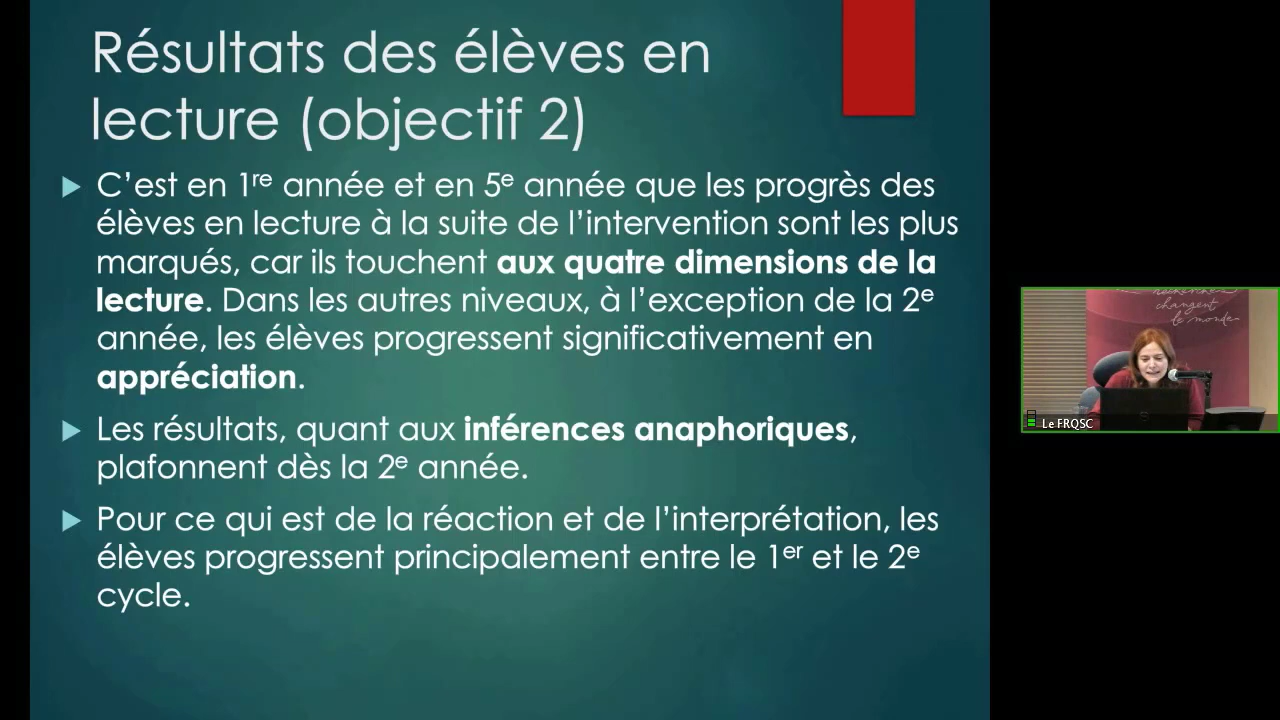 Résultats des élèves en
lecture (objectif 2)
C'est en 1re année et en 5e année que les progrès des
élèves en lecture à la suite de l'intervention sont les plus
marqués, car ils touchent aux quatre dimensions de la
lecture. Dans les autres niveaux, à l'exception de la 2e
année, les élèves progressent significativement en
appréciation.
Les résultats, quant aux inférences anaphoriques,
plafonnent dès la 2e année.
Pour ce qui est de la réaction et de l'interprétation, les
élèves progressent principalement entre le 1er et le 2e
cycle.
changent
le monde
Le FRQSC